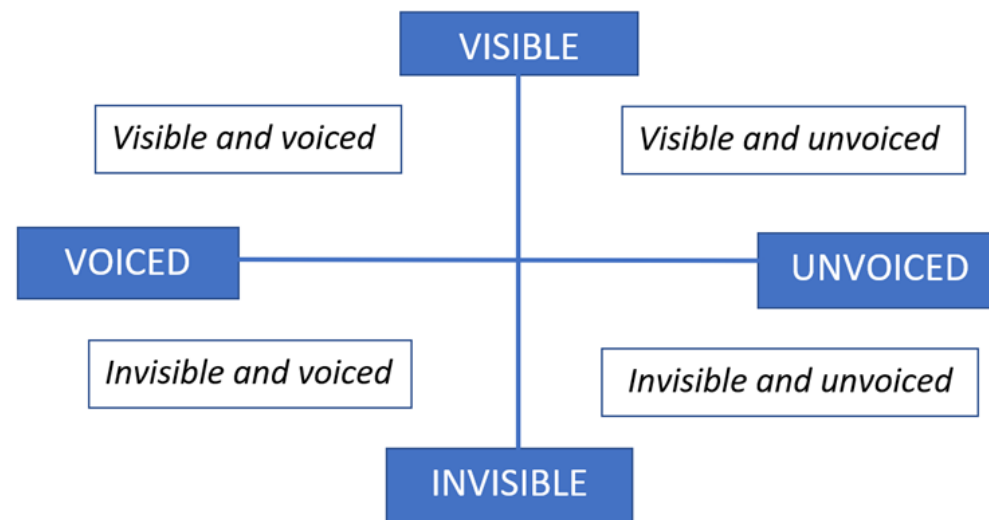 VISIBLE
Visible and voiced
Visible and unvoiced
VOICED
UNVOICED
Invisible and voiced
Invisible and unvoiced
INVISIBLE